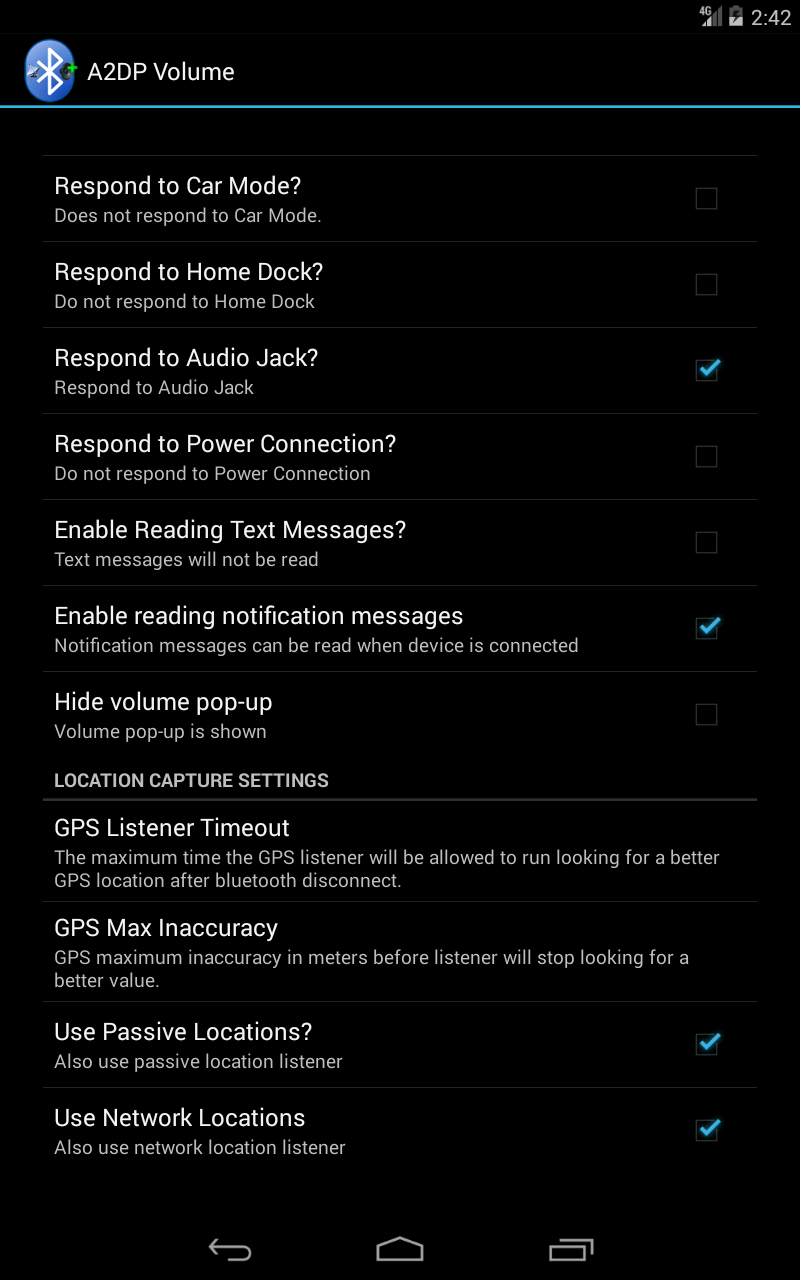 4G 2:42
A2DP Volume
Respond to Car Mode?
Does not respond to Car Mode.
Respond to Home Dock?
Do not respond to Home Dock
Respond to Audio Jack?
Respond to Audio Jack
Respond to Power Connection?
Do not respond to Power Connection
Enable Reading Text Messages?
Text messages will not be read
Enable reading notification messages
Notification messages can be read when device is connected
Hide volume pop-up
Volume pop-up is shown
LOCATION CAPTURE SETTINGS
GPS Listener Timeout
The maximum time the GPS listener will be allowed to run looking for a better
GPS location after bluetooth disconnect.
GPS Max Inaccuracy
GPS maximum inaccuracy in meters before listener will stop looking for a
better value.
Use Passive Locations?
Also use passive location listener
Use Network Locations
Also use network location listener